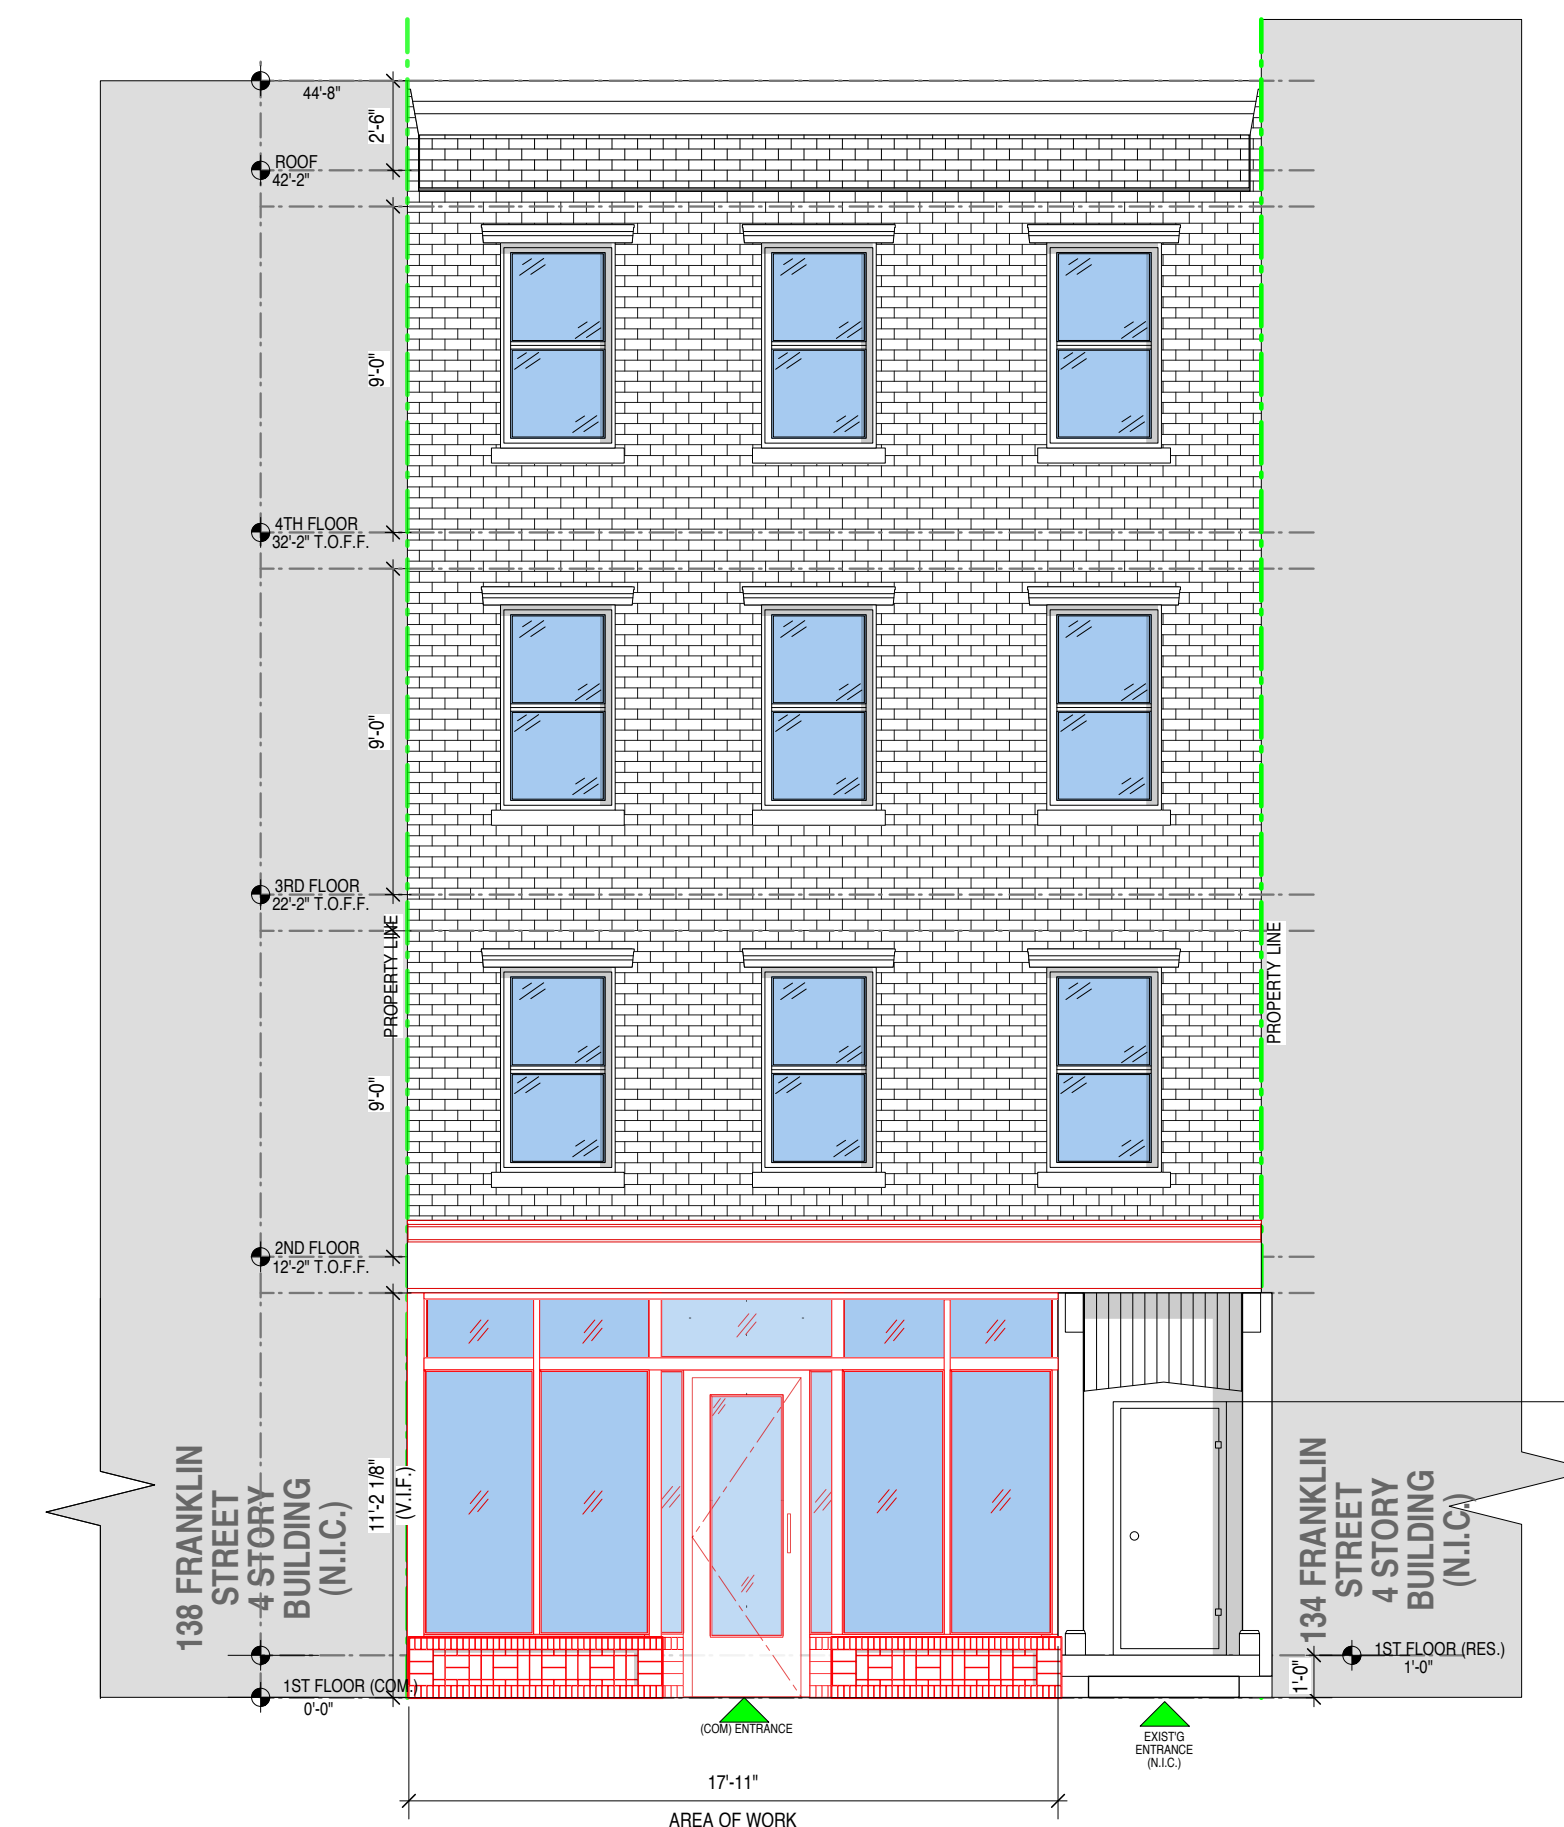 44'-8"
2'-6"
ROOF
42'-2"
9'-0"
4TH FLOOR
32'-2" T.O.F.F.
9'-0"
3RD FLOOR
22'-2" T.O.F.F.
PROPERTY LINE
PROPERTY LINE
9'-0"
2ND FLOOR
12'-2" T.O.F.F.
11'-2 1/8"
(V.I.F.)
138 FRANKLIN
STREET
4 STORY
BUILDING
(N.I.C.)
134 FRANKLIN
STREET
4 STORY
BUILDING
(N.I.C.)
1ST FLOOR (RES.)
1'-0"
1'-0"
1ST FLOOR (COM.)
0'-0"
(COM) ENTRANCE
EXIST'G
ENTRANCE
(N.I.C.)
17'-11"
AREA OF WORK